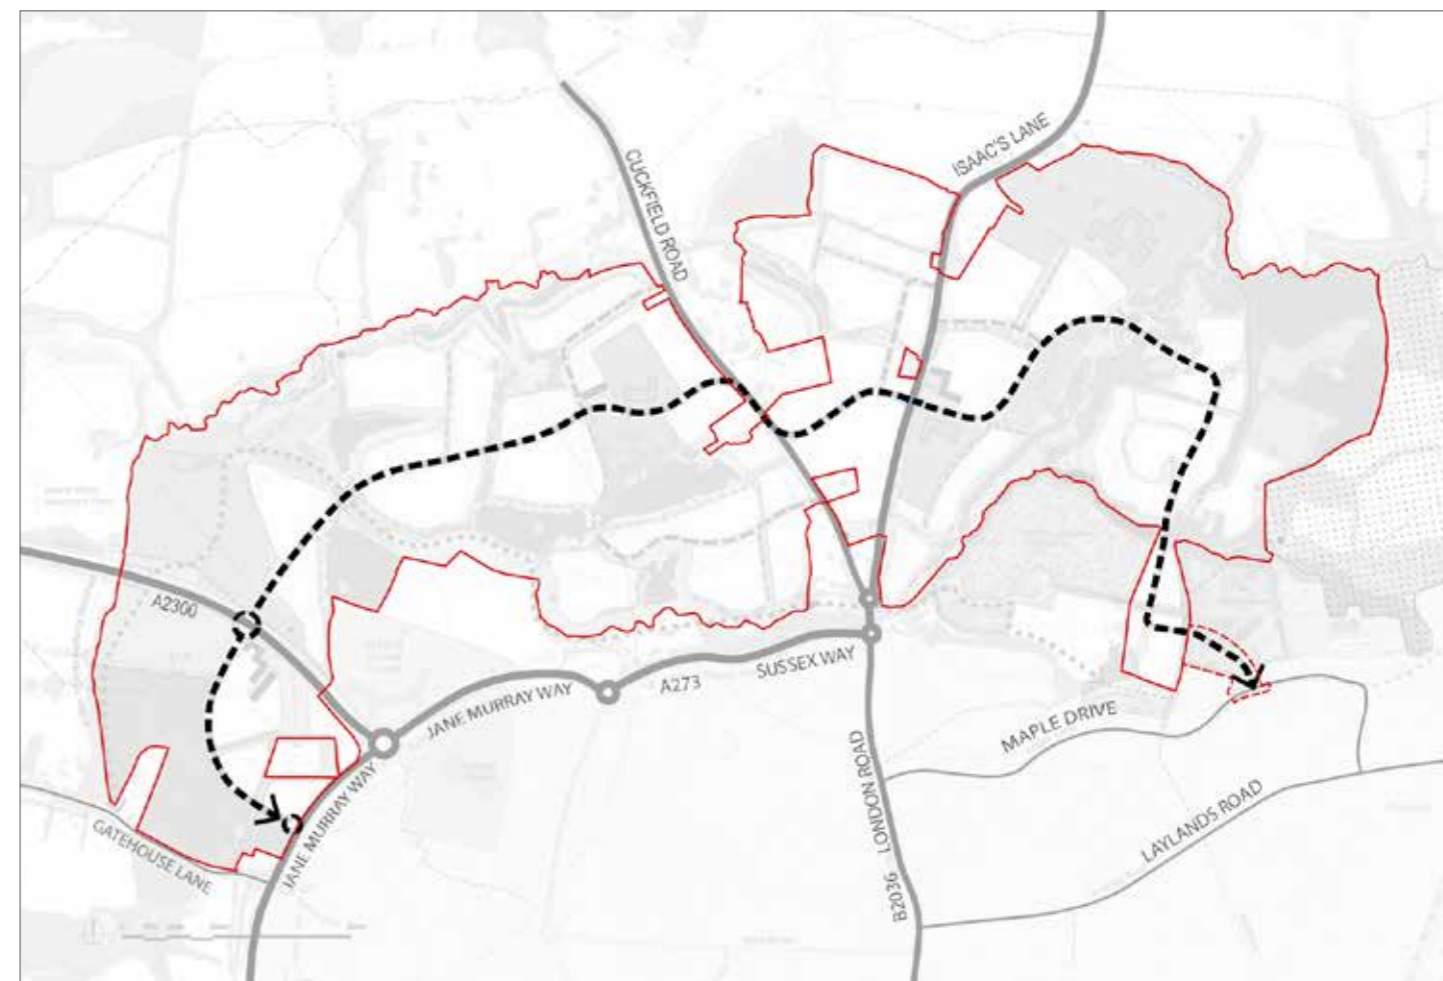 ISAAC'S LANE
CUCKFIELD ROAD
A2300
SUSSEX WAY
A273
JANE MURRAY WAY
MAPLE DRIVE
LONDON ROAD
B2036
JANE MURRAY WAY
GATEHOUSE LANE
LAYLANDS ROAD